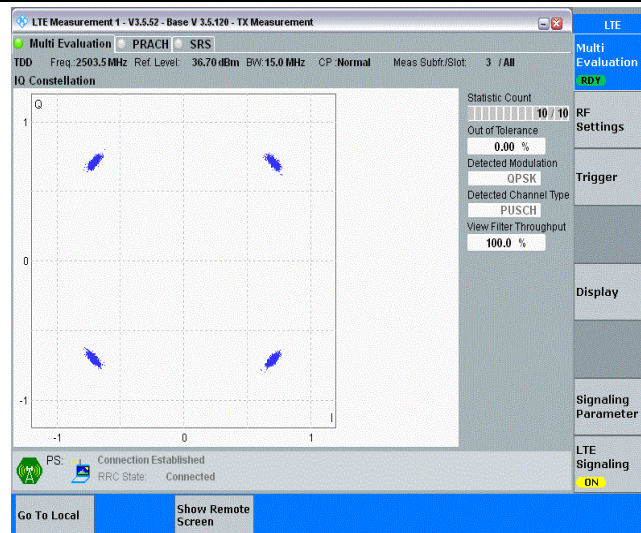 LTE Measurement 1 - V3.5.52 - Base V 3.5.120 - TX Measurement
LTE
Multi Evaluation PRACH SRS
TDD Freq.:2503.5 MHz Ref. Level: 36.70 dBm BW:15.0 MHz CP :Normal Meas Subfr./Slot: 3 / All
IQ Constellation
Q
1
0
-1
-1 0 1
I
Statistic Count
10 / 10
Out of Tolerance
0.00 %
Detected Modulation
QPSK
Detected Channel Type
PUSCH
View Filter Throughput
100.0 %
Multi
Evaluation
RDY
RF
Settings
Trigger
Display
Signaling
Parameter
LTE
Signaling
ON
PS: Connection Established
RRC State: Connected
Go To Local
Show Remote
Screen